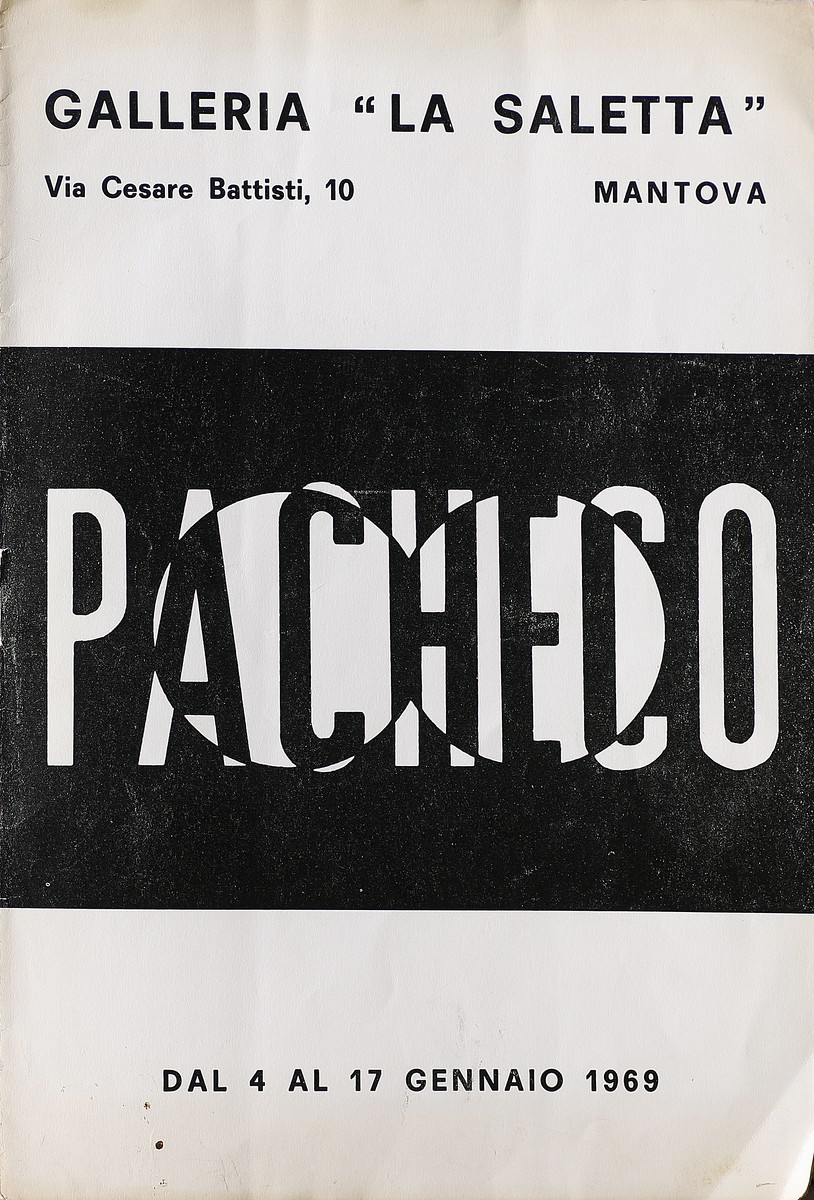 GALLERIA “LA SALETTA”
Via Cesare Battisti, 10 MANTOVA
PACHECO
DAL 4 AL 17 GENNAIO 1969